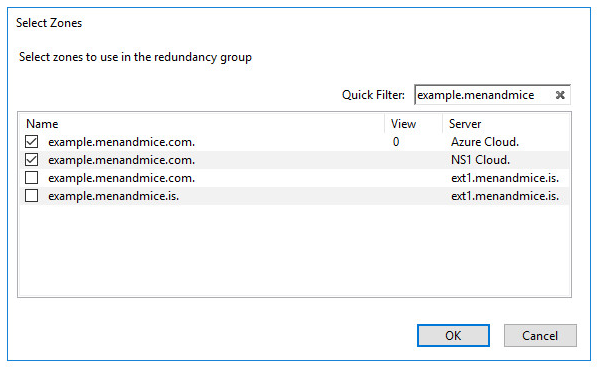 Select Zones
Select zones to use in the redundancy group
Quick Filter: example.menandmice
Name View Server
example.menandmice.com. 0 Azure Cloud.
example.menandmice.com. NS1 Cloud.
example.menandmice.com. ext1.menandmice.is.
example.menandmice.is. ext1.menandmice.is.
OK Cancel